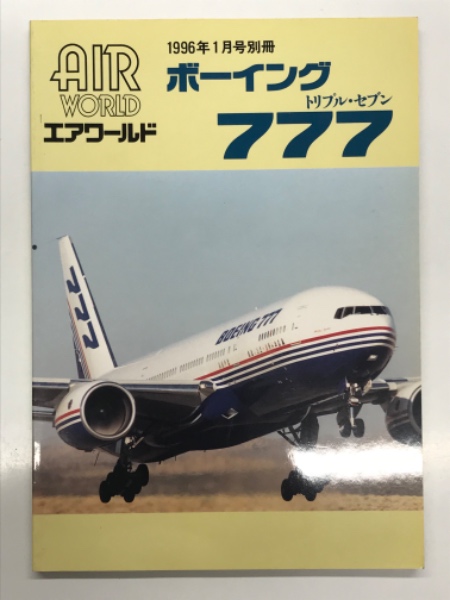 AIR
WORLD
エアワールド
1996年1月号別冊
ボーイング
トリプル・セブン
777
777
BOEING 777